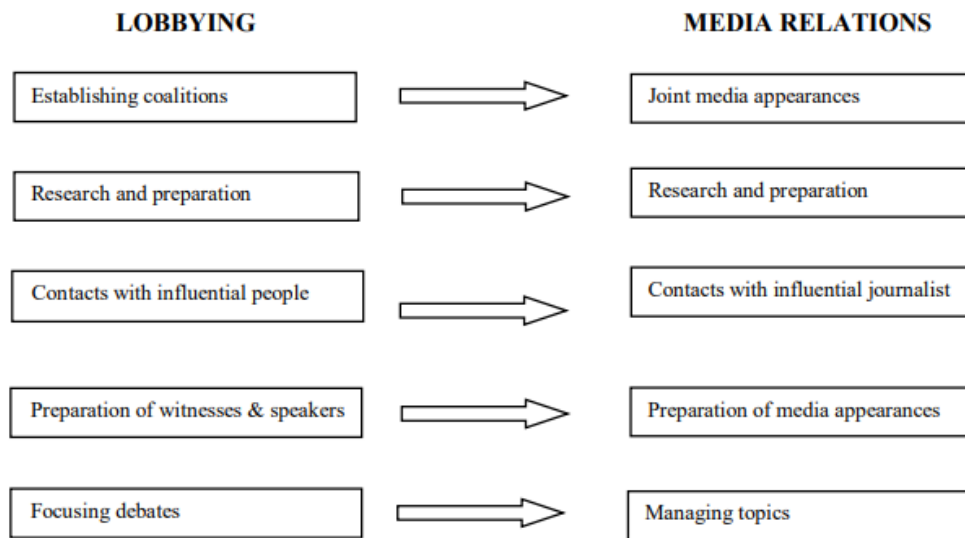 LOBBYING MEDIA RELATIONS
Establishing coalitions Joint media appearances
Research and preparation Research and preparation
Contacts with influential people Contacts with influential journalist
Preparation of witnesses & speakers Preparation of media appearances
Focusing debates Managing topics